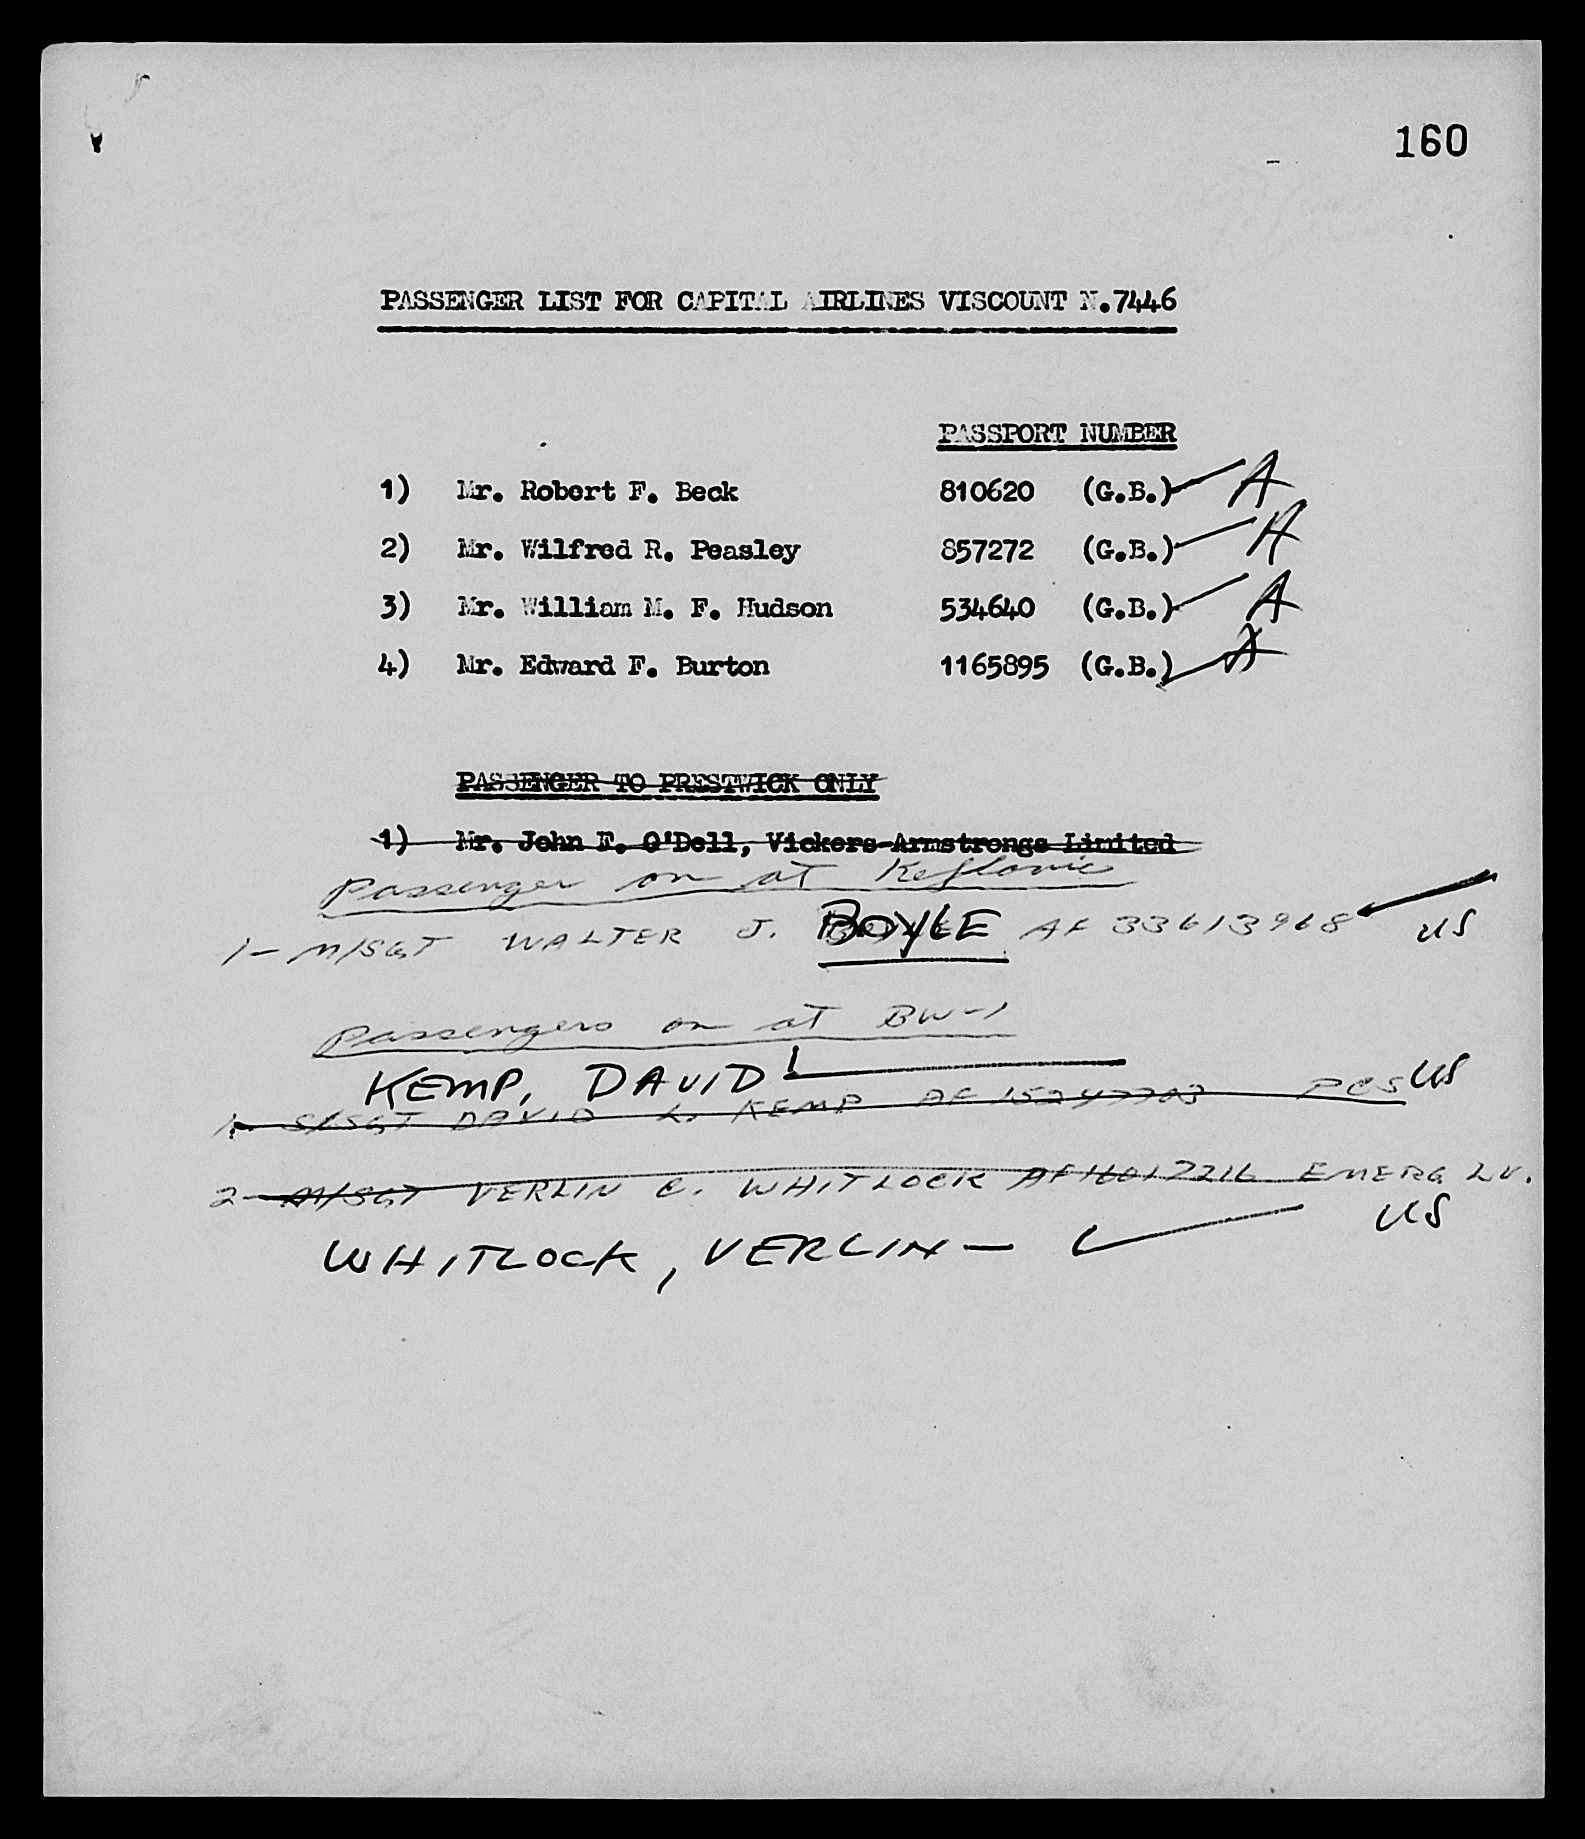 160
PASSENGER LIST FOR CAPITAL AIRLINES VISCOUNT N.7446
PASSPORT NUMBER
1) Mr. Robert F. Beck 810620 (G.B.) A
2) Mr. Wilfred R. Peasley 857272 (G.B.) A
3) Mr. William M. F. Hudson 534640 (G.B.) A
4) Mr. Edward F. Burton 1165895 (G.B.) A
PASSENGER TO PRESTWICK ONLY
1) Mr. John F. O'Dell, Vickers-Armstrongs Limited
Passenger on at Keflavic
1- M/SGT WALTER J. BOYLE AF 33613968 US
Passengers on at BW-1
KEMP, DAVID US
1- S/SGT DAVID L. KEMP AF PCS
2- M/SGT VERLIN C. WHITLOCK AF16017216 EMERG LV.
US
WHITLOCK, VERLIN -